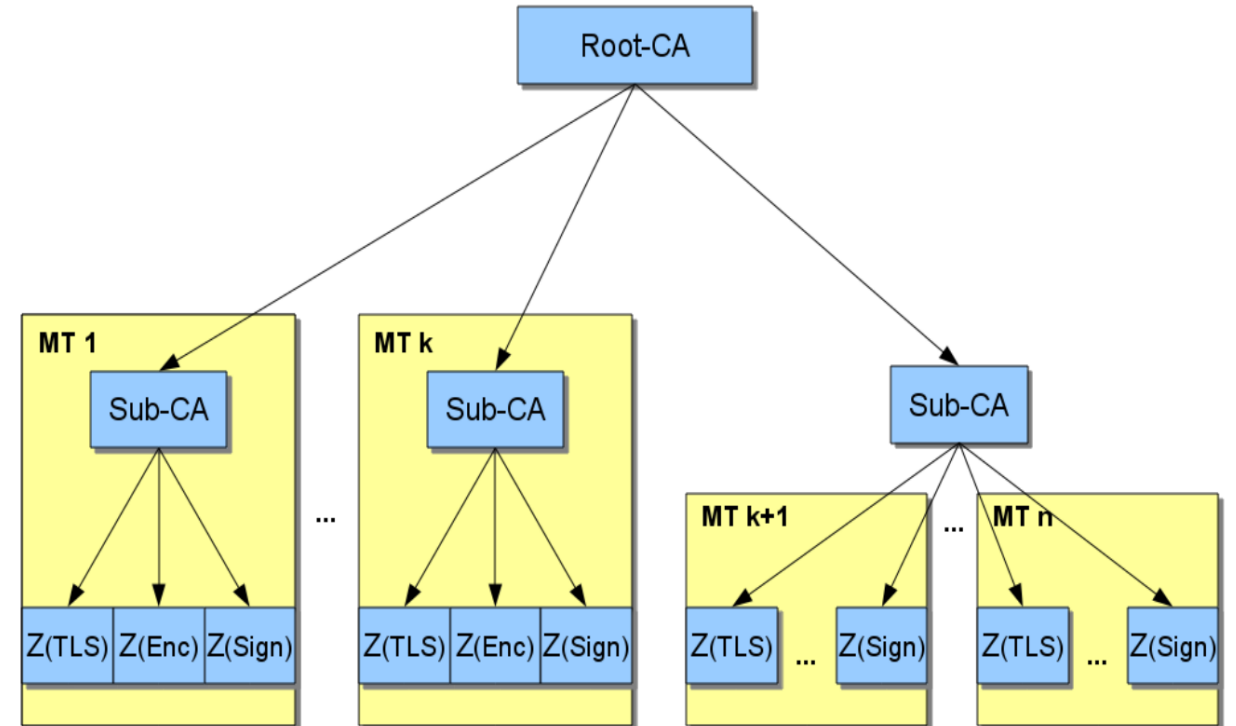 Root-CA
MT 1
Sub-CA
Z(TLS) Z(Enc) Z(Sign)
...
MT k
Sub-CA
Z(TLS) Z(Enc) Z(Sign)
Sub-CA
MT k+1
Z(TLS) ... Z(Sign)
...
MT n
Z(TLS) ... Z(Sign)